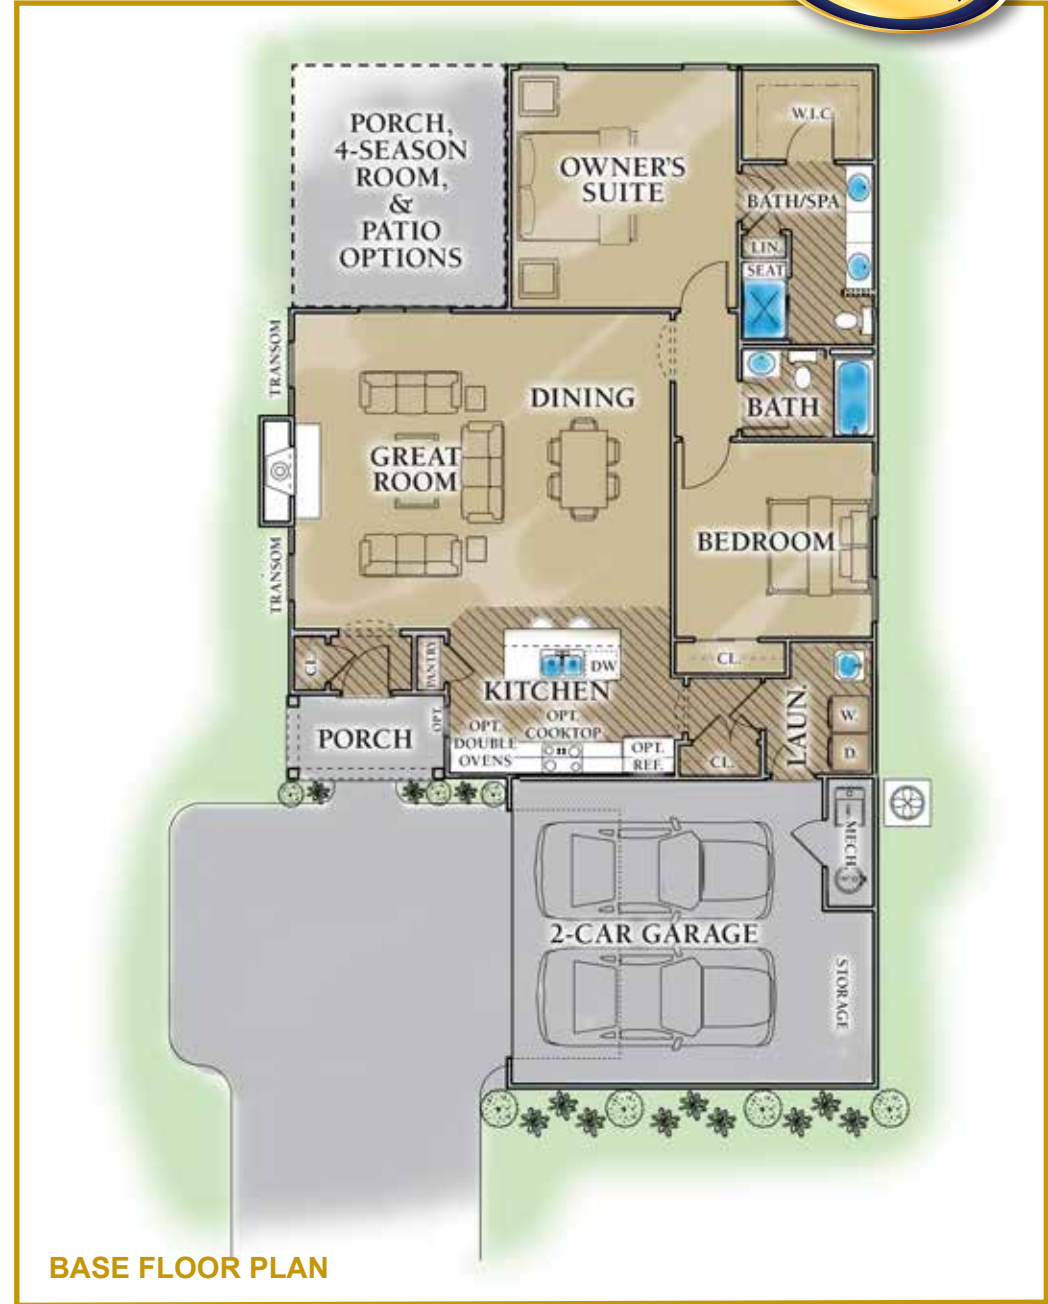 PORCH,
4-SEASON
ROOM,
&
PATIO
OPTIONS
OWNER'S
SUITE
W.I.C.
BATH/SPA
LIN.
SEAT
TRANSOM
DINING
BATH
GREAT
ROOM
BEDROOM
TRANSOM
CL.
PANTRY
DW
CL.
KITCHEN
OPT.
PORCH
OPT.
DOUBLE
OVENS
OPT.
COOKTOP
OPT.
REF.
CL.
LAUN.
W.
D.
MECH.
2-CAR GARAGE
STORAGE
BASE FLOOR PLAN